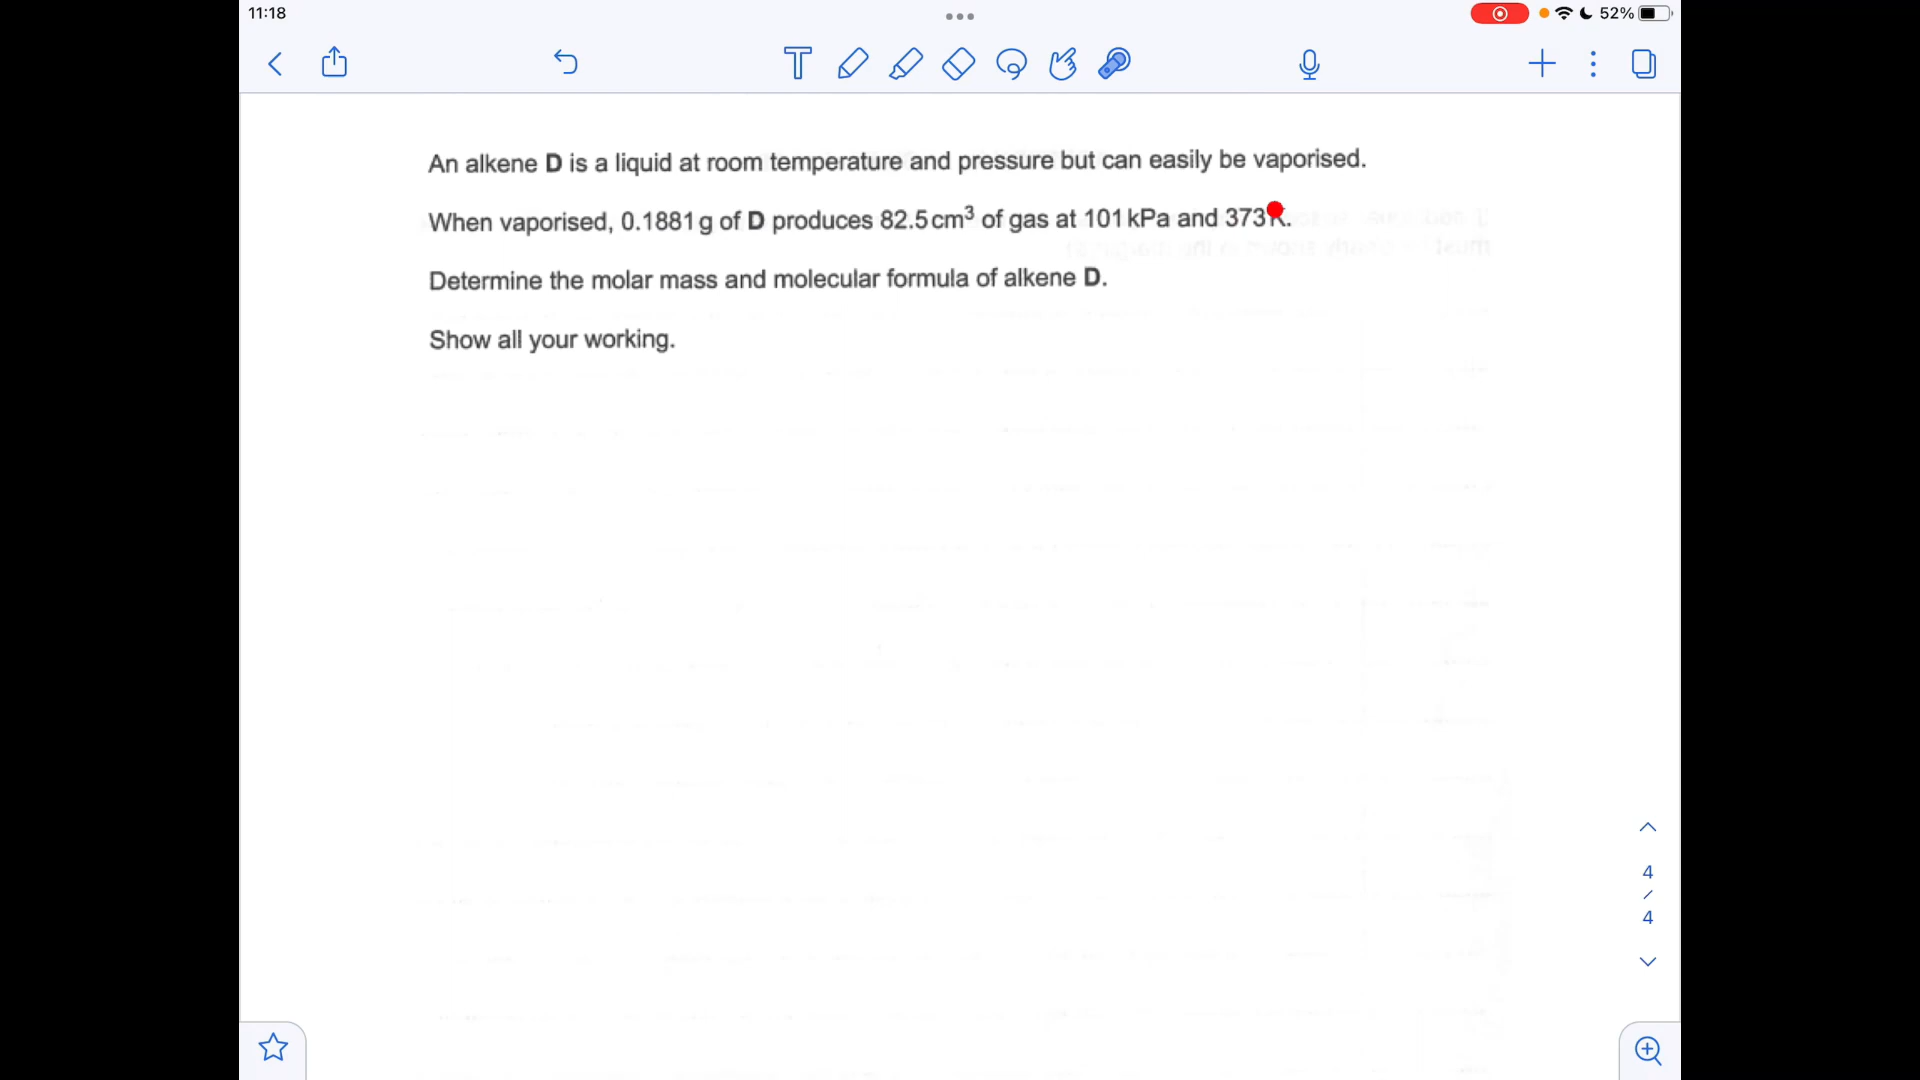 11:18
52%
An alkene D is a liquid at room temperature and pressure but can easily be vaporised.
When vaporised, 0.1881 g of D produces 82.5 cm³ of gas at 101 kPa and 373 K.
Determine the molar mass and molecular formula of alkene D.
Show all your working.
4
/
4